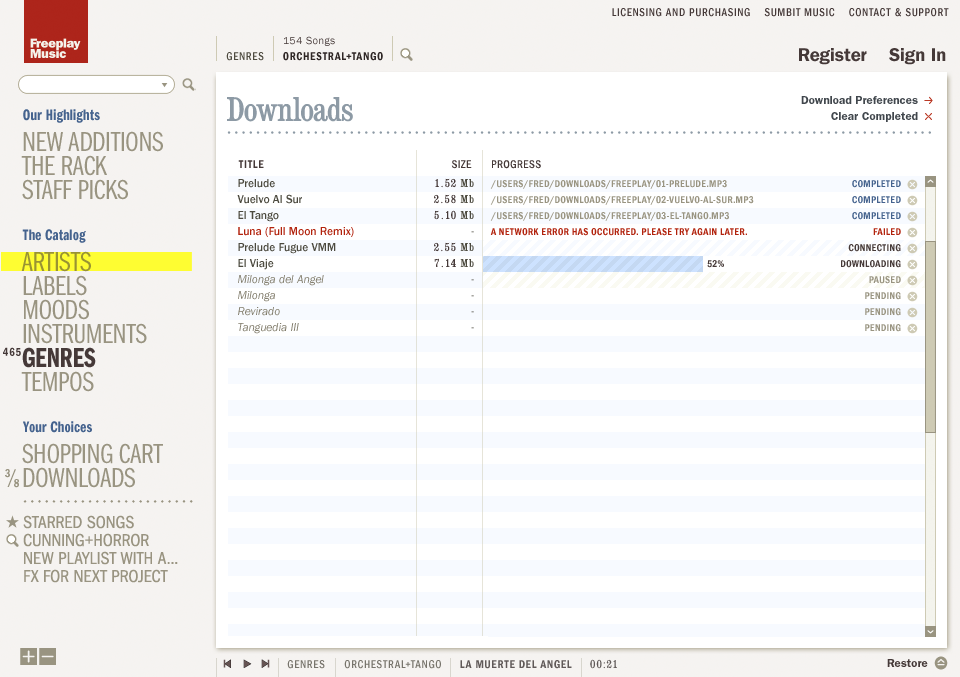 LICENSING AND PURCHASING SUMBIT MUSIC CONTACT & SUPPORT
Freeplay
Music
GENRES
154 Songs
ORCHESTRAL+TANGO
Register Sign In
Our Highlights
NEW ADDITIONS
THE RACK
STAFF PICKS
The Catalog
ARTISTS
LABELS
MOODS
INSTRUMENTS
465 GENRES
TEMPOS
Your Choices
SHOPPING CART
3/8 DOWNLOADS
STARRED SONGS
CUNNING+HORROR
NEW PLAYLIST WITH A...
FX FOR NEXT PROJECT
Downloads
Download Preferences
Clear Completed
TITLE SIZE PROGRESS
Prelude 1.52 Mb /USERS/FRED/DOWNLOADS/FREEPLAY/01-PRELUDE.MP3 COMPLETED
Vuelvo Al Sur 2.58 Mb /USERS/FRED/DOWNLOADS/FREEPLAY/02-VUELVO-AL-SUR.MP3 COMPLETED
El Tango 5.10 Mb /USERS/FRED/DOWNLOADS/FREEPLAY/03-EL-TANGO.MP3 COMPLETED
Luna (Full Moon Remix) - A NETWORK ERROR HAS OCCURRED. PLEASE TRY AGAIN LATER. FAILED
Prelude Fugue VMM 2.55 Mb CONNECTING
El Viaje 7.14 Mb 52% DOWNLOADING
Milonga del Angel - PAUSED
Milonga - PENDING
Revirado - PENDING
Tanguedia III - PENDING
GENRES ORCHESTRAL+TANGO LA MUERTE DEL ANGEL 00:21
Restore